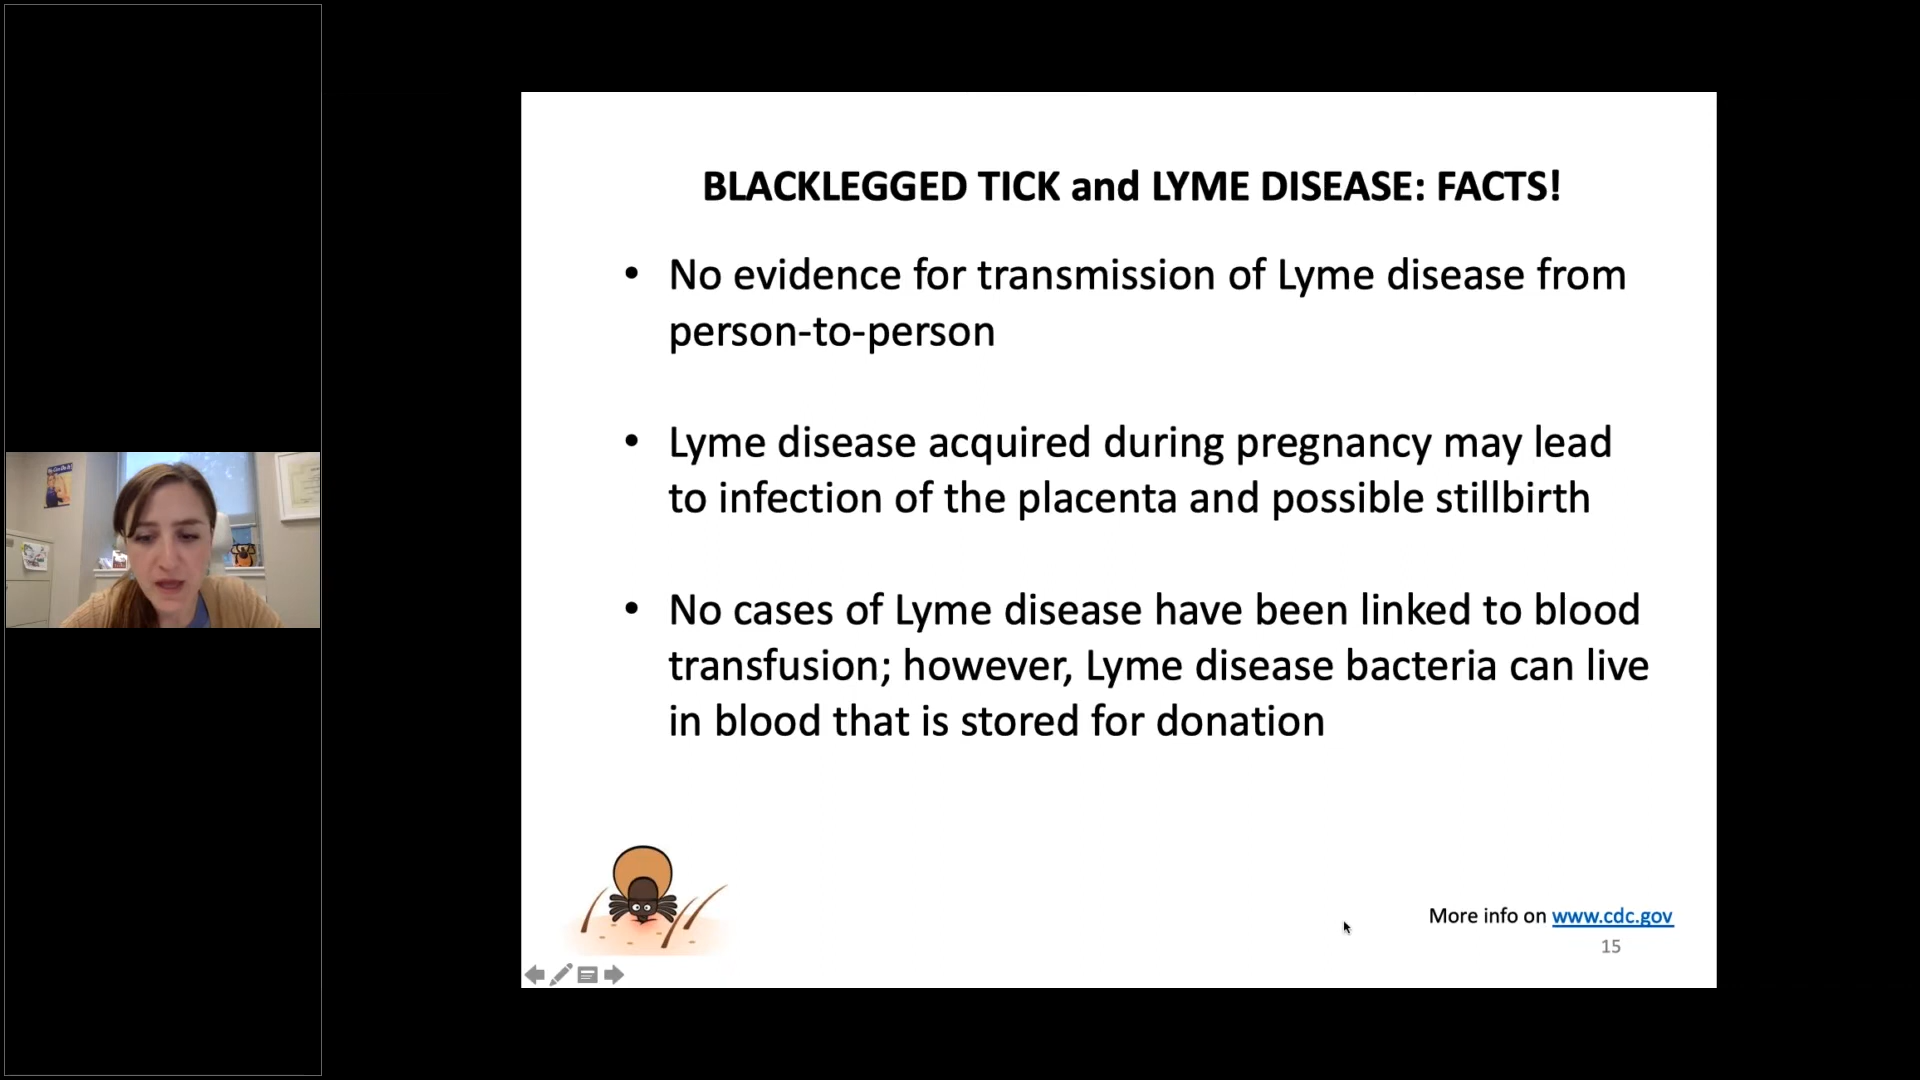 BLACKLEGGED TICK and LYME DISEASE: FACTS!
• No evidence for transmission of Lyme disease from
person-to-person
• Lyme disease acquired during pregnancy may lead
to infection of the placenta and possible stillbirth
• No cases of Lyme disease have been linked to blood
transfusion; however, Lyme disease bacteria can live
in blood that is stored for donation
More info on www.cdc.gov
15